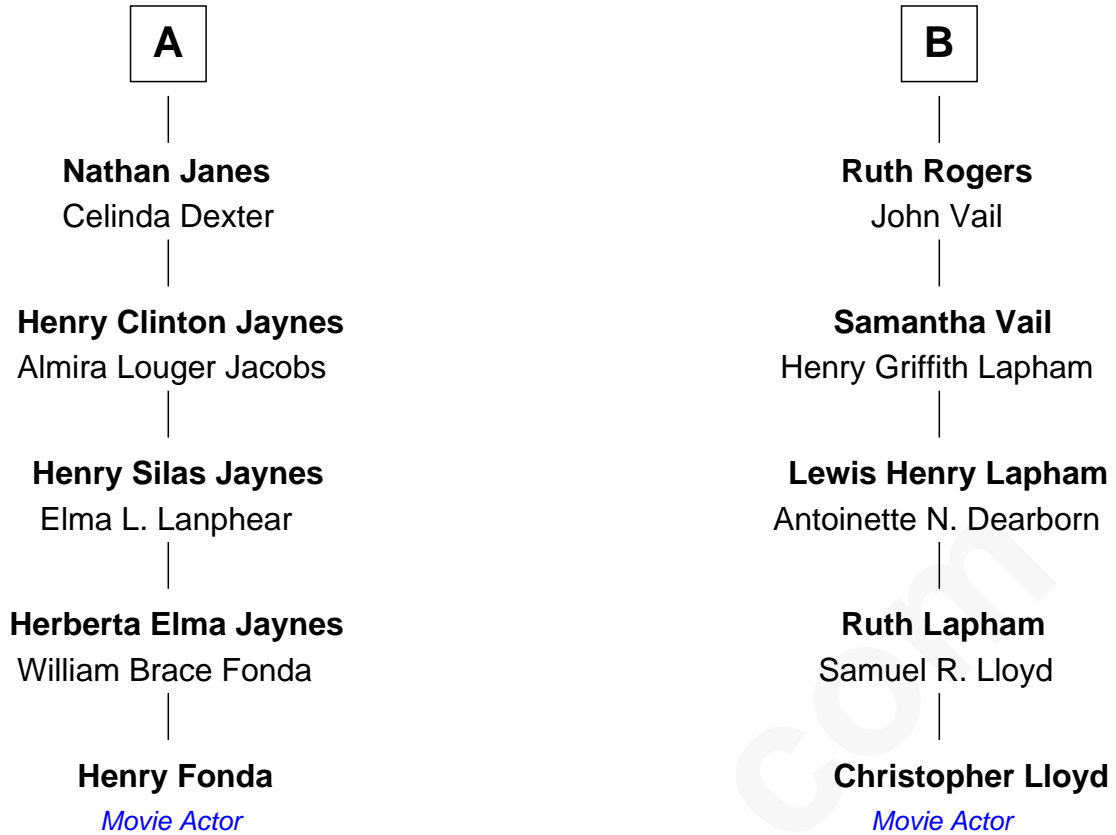 A
Nathan Janes
Celinda Dexter
Henry Clinton Jaynes
Almira Louger Jacobs
Henry Silas Jaynes
Elma L. Lanphear
Herberta Elma Jaynes
William Brace Fonda
Henry Fonda
Movie Actor
B
Ruth Rogers
John Vail
Samantha Vail
Henry Griffith Lapham
Lewis Henry Lapham
Antoinette N. Dearborn
Ruth Lapham
Samuel R. Lloyd
Christopher Lloyd
Movie Actor
com